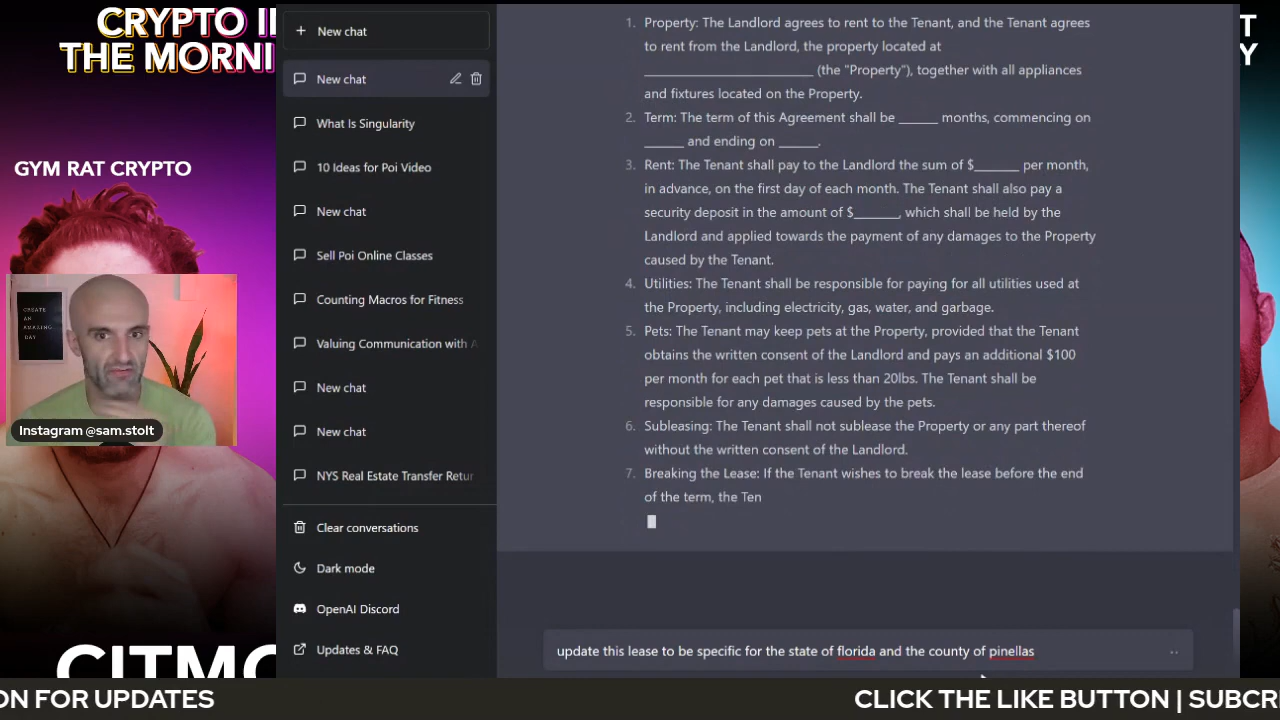 CRYPTO I
THE MORNI
GYM RAT CRYPTO
CREATE
AN
AMAZING
DAY
Instagram @sam.stolt
CITMC
New chat
New chat
What Is Singularity
10 Ideas for Poi Video
New chat
Sell Poi Online Classes
Counting Macros for Fitness
Valuing Communication with A
New chat
New chat
NYS Real Estate Transfer Retur
Clear conversations
Dark mode
OpenAI Discord
Updates & FAQ
1. Property: The Landlord agrees to rent to the Tenant, and the Tenant agrees
to rent from the Landlord, the property located at
__________________________ (the "Property"), together with all appliances
and fixtures located on the Property.
2. Term: The term of this Agreement shall be ______ months, commencing on
______ and ending on ______.
3. Rent: The Tenant shall pay to the Landlord the sum of $_______ per month,
in advance, on the first day of each month. The Tenant shall also pay a
security deposit in the amount of $_______, which shall be held by the
Landlord and applied towards the payment of any damages to the Property
caused by the Tenant.
4. Utilities: The Tenant shall be responsible for paying for all utilities used at
the Property, including electricity, gas, water, and garbage.
5. Pets: The Tenant may keep pets at the Property, provided that the Tenant
obtains the written consent of the Landlord and pays an additional $100
per month for each pet that is less than 20lbs. The Tenant shall be
responsible for any damages caused by the pets.
6. Subleasing: The Tenant shall not sublease the Property or any part thereof
without the written consent of the Landlord.
7. Breaking the Lease: If the Tenant wishes to break the lease before the end
of the term, the Ten
update this lease to be specific for the state of florida and the county of pinellas
T
Y
ON FOR UPDATES
CLICK THE LIKE BUTTON | SUBCR